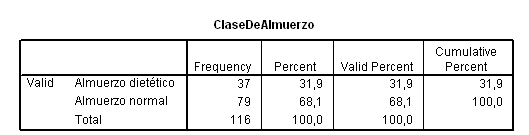 ClaseDeAlmuerzo
Frequency Percent Valid Percent Cumulative Percent
Valid Almuerzo dietético 37 31,9 31,9 31,9
Almuerzo normal 79 68,1 68,1 100,0
Total 116 100,0 100,0